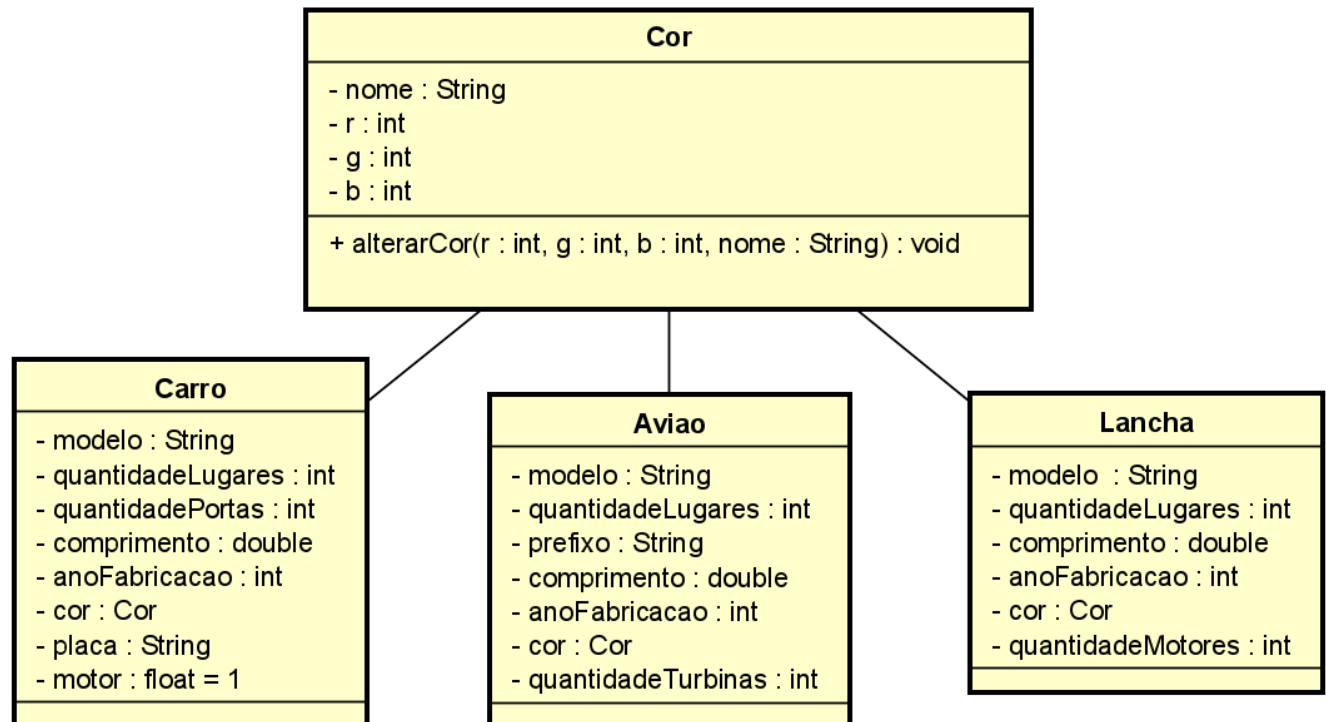 Cor
- nome : String
- r : int
- g : int
- b : int
+ alterarCor(r : int, g : int, b : int, nome : String) : void
Carro
- modelo : String
- quantidadeLugares : int
- quantidadePortas : int
- comprimento : double
- anoFabricacao : int
- cor : Cor
- placa : String
- motor : float = 1
Aviao
- modelo : String
- quantidadeLugares : int
- prefixo : String
- comprimento : double
- anoFabricacao : int
- cor : Cor
- quantidadeTurbinas : int
Lancha
- modelo : String
- quantidadeLugares : int
- comprimento : double
- anoFabricacao : int
- cor : Cor
- quantidadeMotores : int